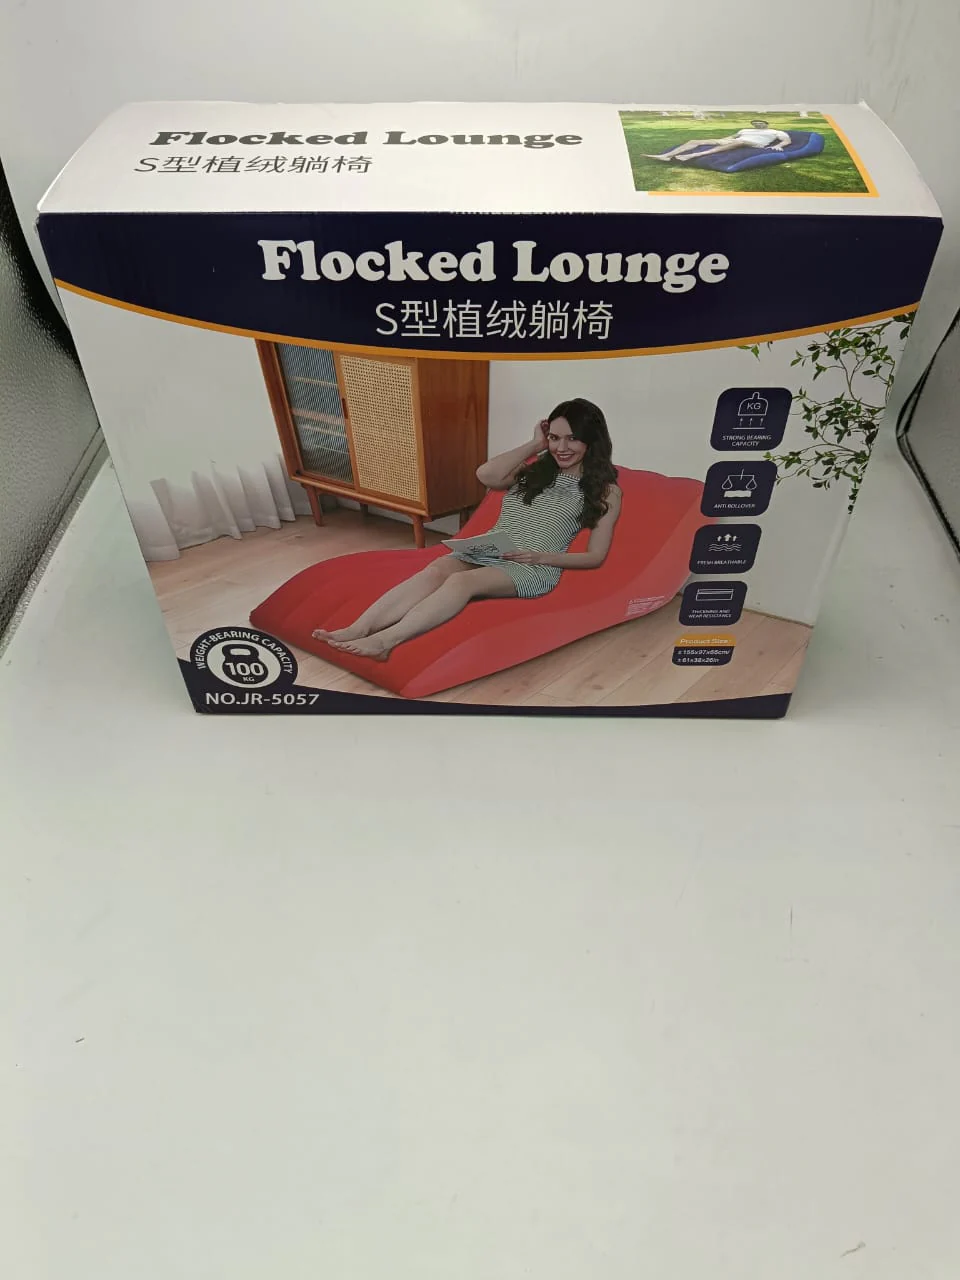 Flocked Lounge
S型植绒躺椅
Flocked Lounge
S型植绒躺椅
KG
STRONG BEARING
CAPACITY
ANTI ROLLOVER
FRESH BREATHABLE
THICKENING AND
WEAR RESISTANCE
Product Size:
±155x97x66cm/
±61x38x26in
WEIGHT-BEARING CAPACITY
100
KG
NO.JR-5057